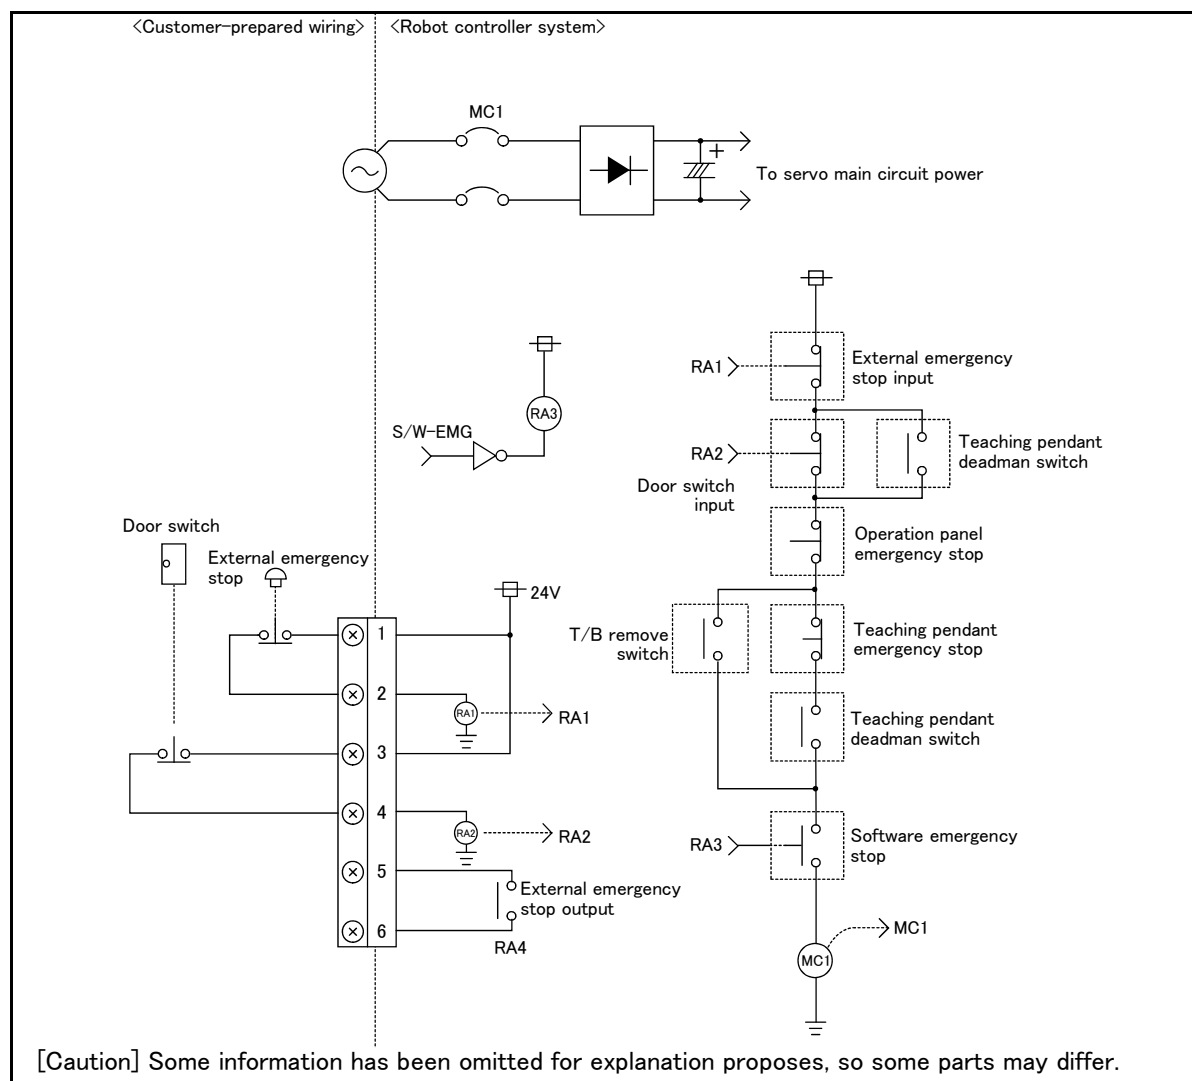 <Customer-prepared wiring>
<Robot controller system>
MC1
To servo main circuit power
RA1
External emergency
stop input
RA3
S/W-EMG
RA2
Door switch
input
Teaching pendant
deadman switch
Operation panel
emergency stop
Door switch
External emergency
stop
24V
T/B remove
switch
Teaching pendant
emergency stop
1
2
RA1
RA1
3
Teaching pendant
deadman switch
4
RA2
RA2
RA3
Software emergency
stop
5
External emergency
stop output
6
RA4
MC1
MC1
[Caution] Some information has been omitted for explanation proposes, so some parts may differ.